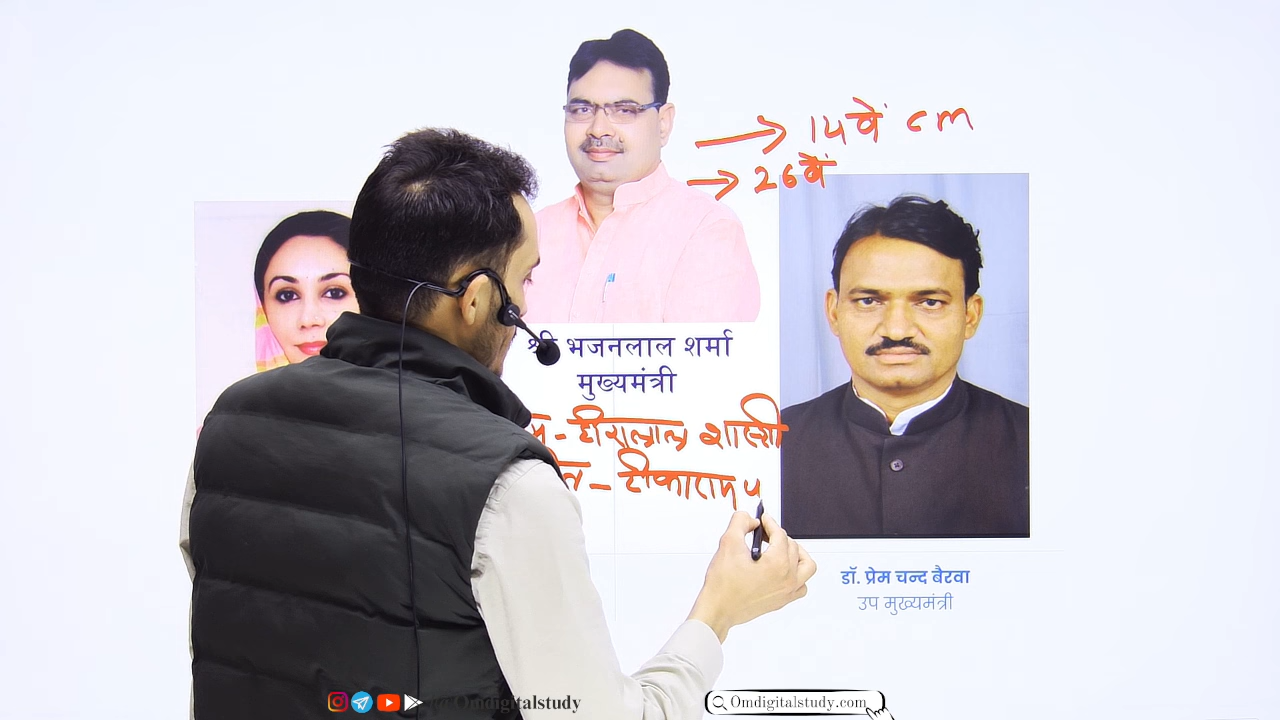 → 14वें cm
→ 26वें
श्री भजनलाल शर्मा
मुख्यमंत्री
- हीरालाल शास्त्री
- टीकाराम प
डॉ. प्रेम चन्द बैरवा
उप मुख्यमंत्री
Omdigitalstudy
Omdigitalstudy.com